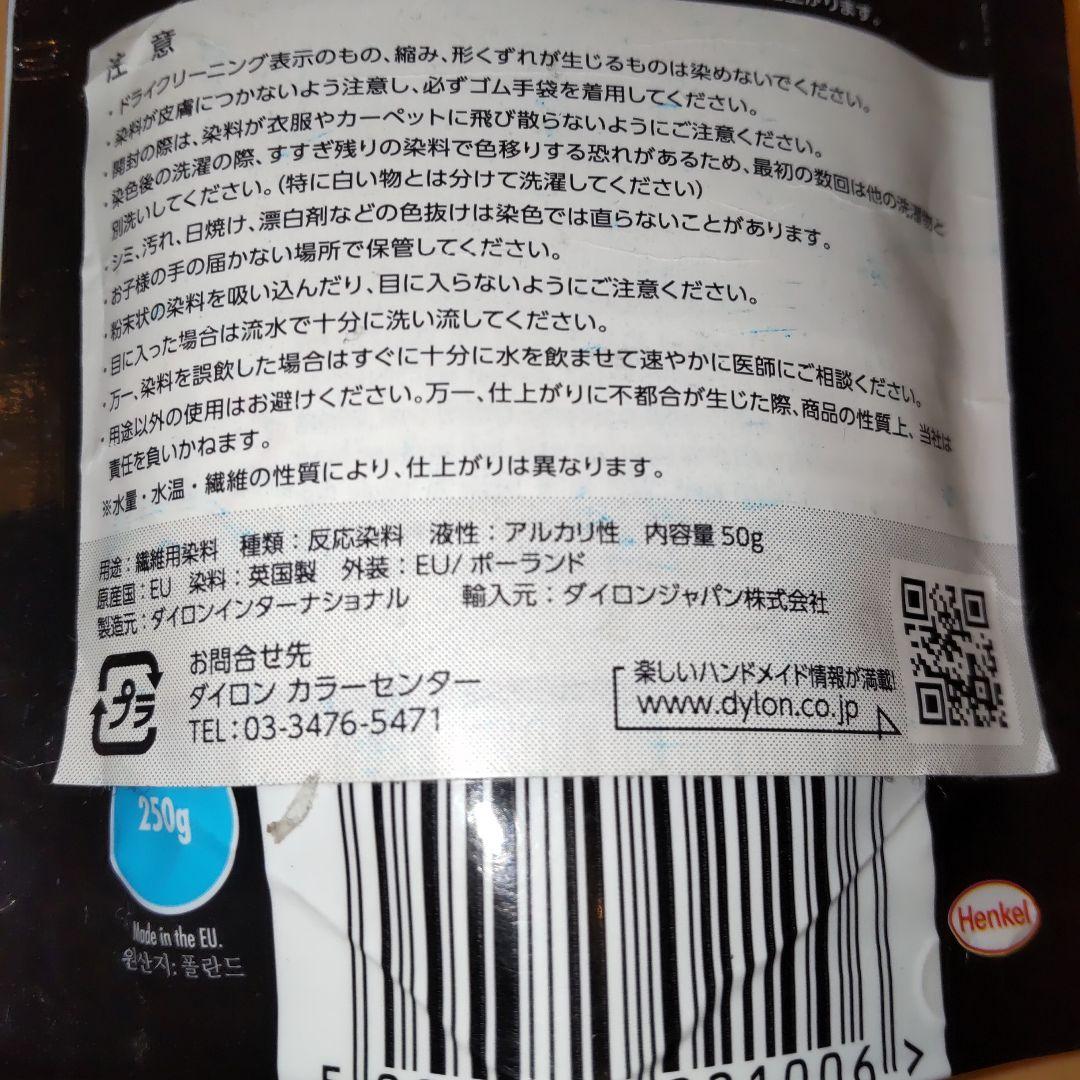 上がります。
注意
・ドライクリーニング表示のもの、縮み、形くずれが生じるものは染めないでください。
・染料が皮膚につかないよう注意し、必ずゴム手袋を着用してください。
・開封の際は、染料が衣服やカーペットに飛び散らないようにご注意ください。
・染色後の洗濯の際、すすぎ残りの染料で色移りする恐れがあるため、最初の数回は他の洗濯物と
別洗いしてください。(特に白い物とは分けて洗濯してください)
・シミ、汚れ、日焼け、漂白剤などの色抜けは染色では直らないことがあります。
・お子様の手の届かない場所で保管してください。
・粉末状の染料を吸い込んだり、目に入らないようにご注意ください。
・目に入った場合は流水で十分に洗い流してください。
・万一、染料を誤飲した場合はすぐに十分に水を飲ませて速やかに医師にご相談ください。
・用途以外の使用はお避けください。万一、仕上がりに不都合が生じた際、商品の性質上、当社は
責任を負いかねます。
※水量・水温・繊維の性質により、仕上がりは異なります。
用途:繊維用染料 種類:反応染料 液性:アルカリ性 内容量50g
原産国:EU 染料:英国製 外装:EU/ポーランド
製造元:ダイロンインターナショナル 輸入元:ダイロンジャパン株式会社
プラ
お問合せ先
ダイロン カラーセンター
TEL:03-3476-5471
楽しいハンドメイド情報が満載!
www.dylon.co.jp
250g
Made in the EU.
원산지: 폴란드
Henkel
1006 >